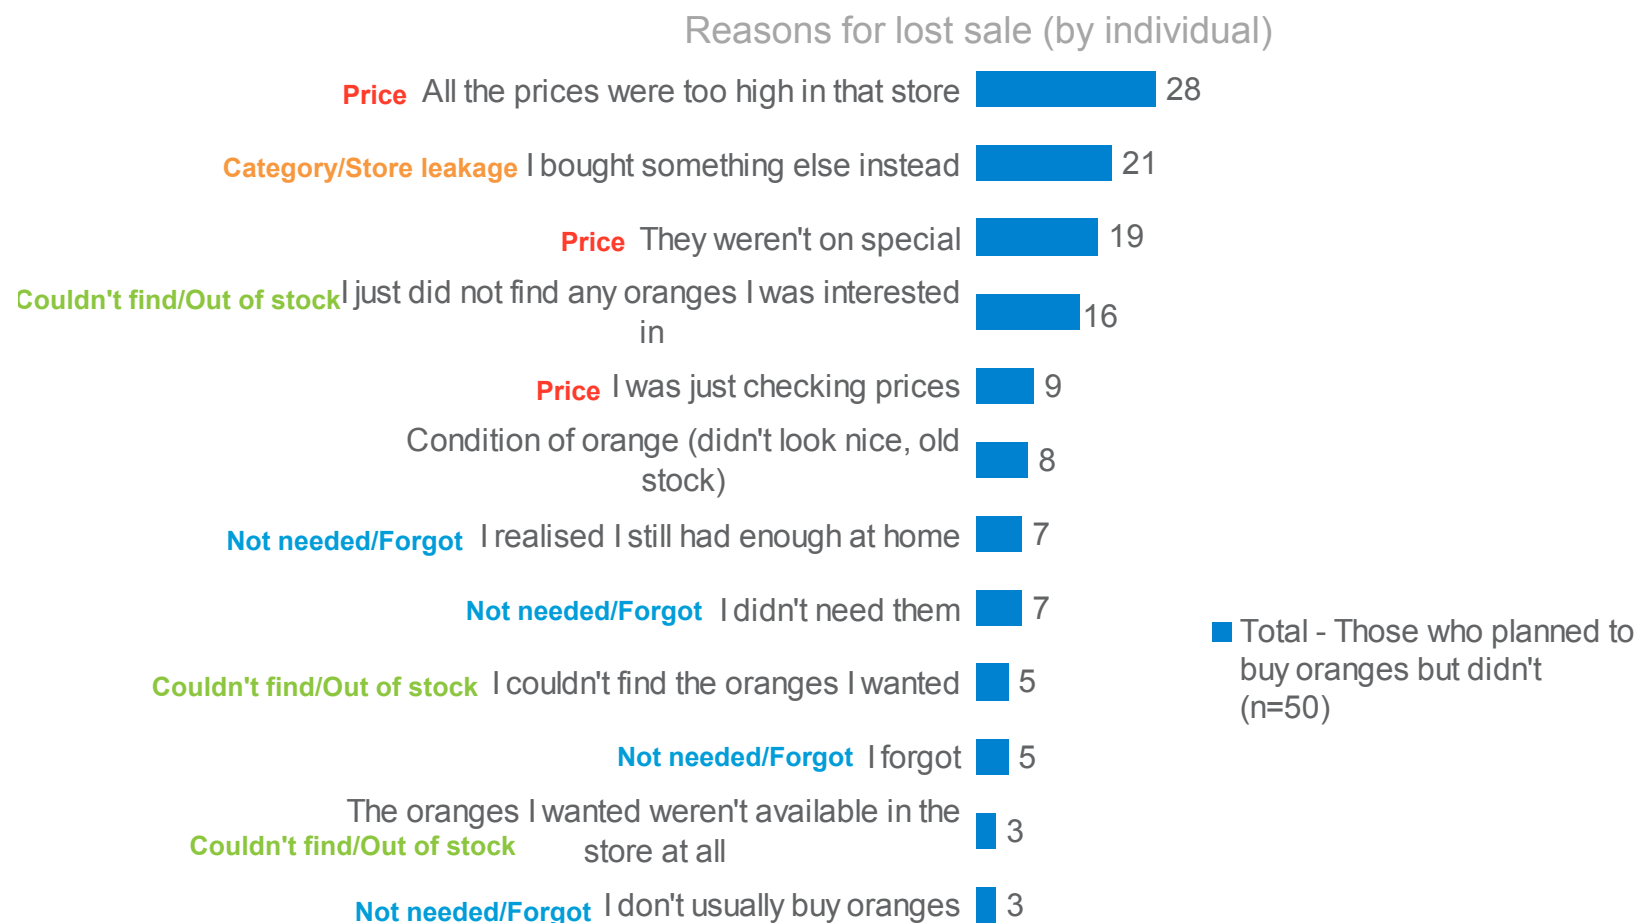 Reasons for lost sale (by individual)
Price All the prices were too high in that store 28
Category/Store leakage I bought something else instead 21
Price They weren't on special 19
Couldn't find/Out of stock I just did not find any oranges I was interested
in 16
Price I was just checking prices 9
Condition of orange (didn't look nice, old
stock) 8
Not needed/Forgot I realised I still had enough at home 7
Not needed/Forgot I didn't need them 7
Couldn't find/Out of stock I couldn't find the oranges I wanted 5
Not needed/Forgot I forgot 5
The oranges I wanted weren't available in the
Couldn't find/Out of stock store at all 3
Not needed/Forgot I don't usually buy oranges 3
Total - Those who planned to
buy oranges but didn't
(n=50)